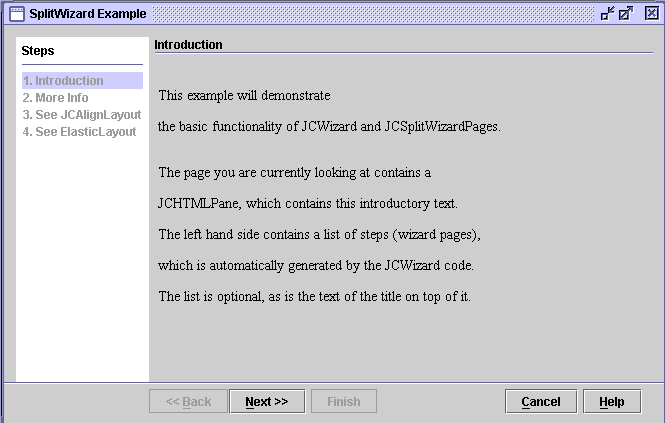 SplitWizard Example
Steps
1. Introduction
2. More Info
3. See JCAlignLayout
4. See ElasticLayout
Introduction
This example will demonstrate
the basic functionality of JCWizard and JCSplitWizardPages.
The page you are currently looking at contains a
JCHTMLPane, which contains this introductory text.
The left hand side contains a list of steps (wizard pages),
which is automatically generated by the JCWizard code.
The list is optional, as is the text of the title on top of it.
<< Back Next >> Finish Cancel Help